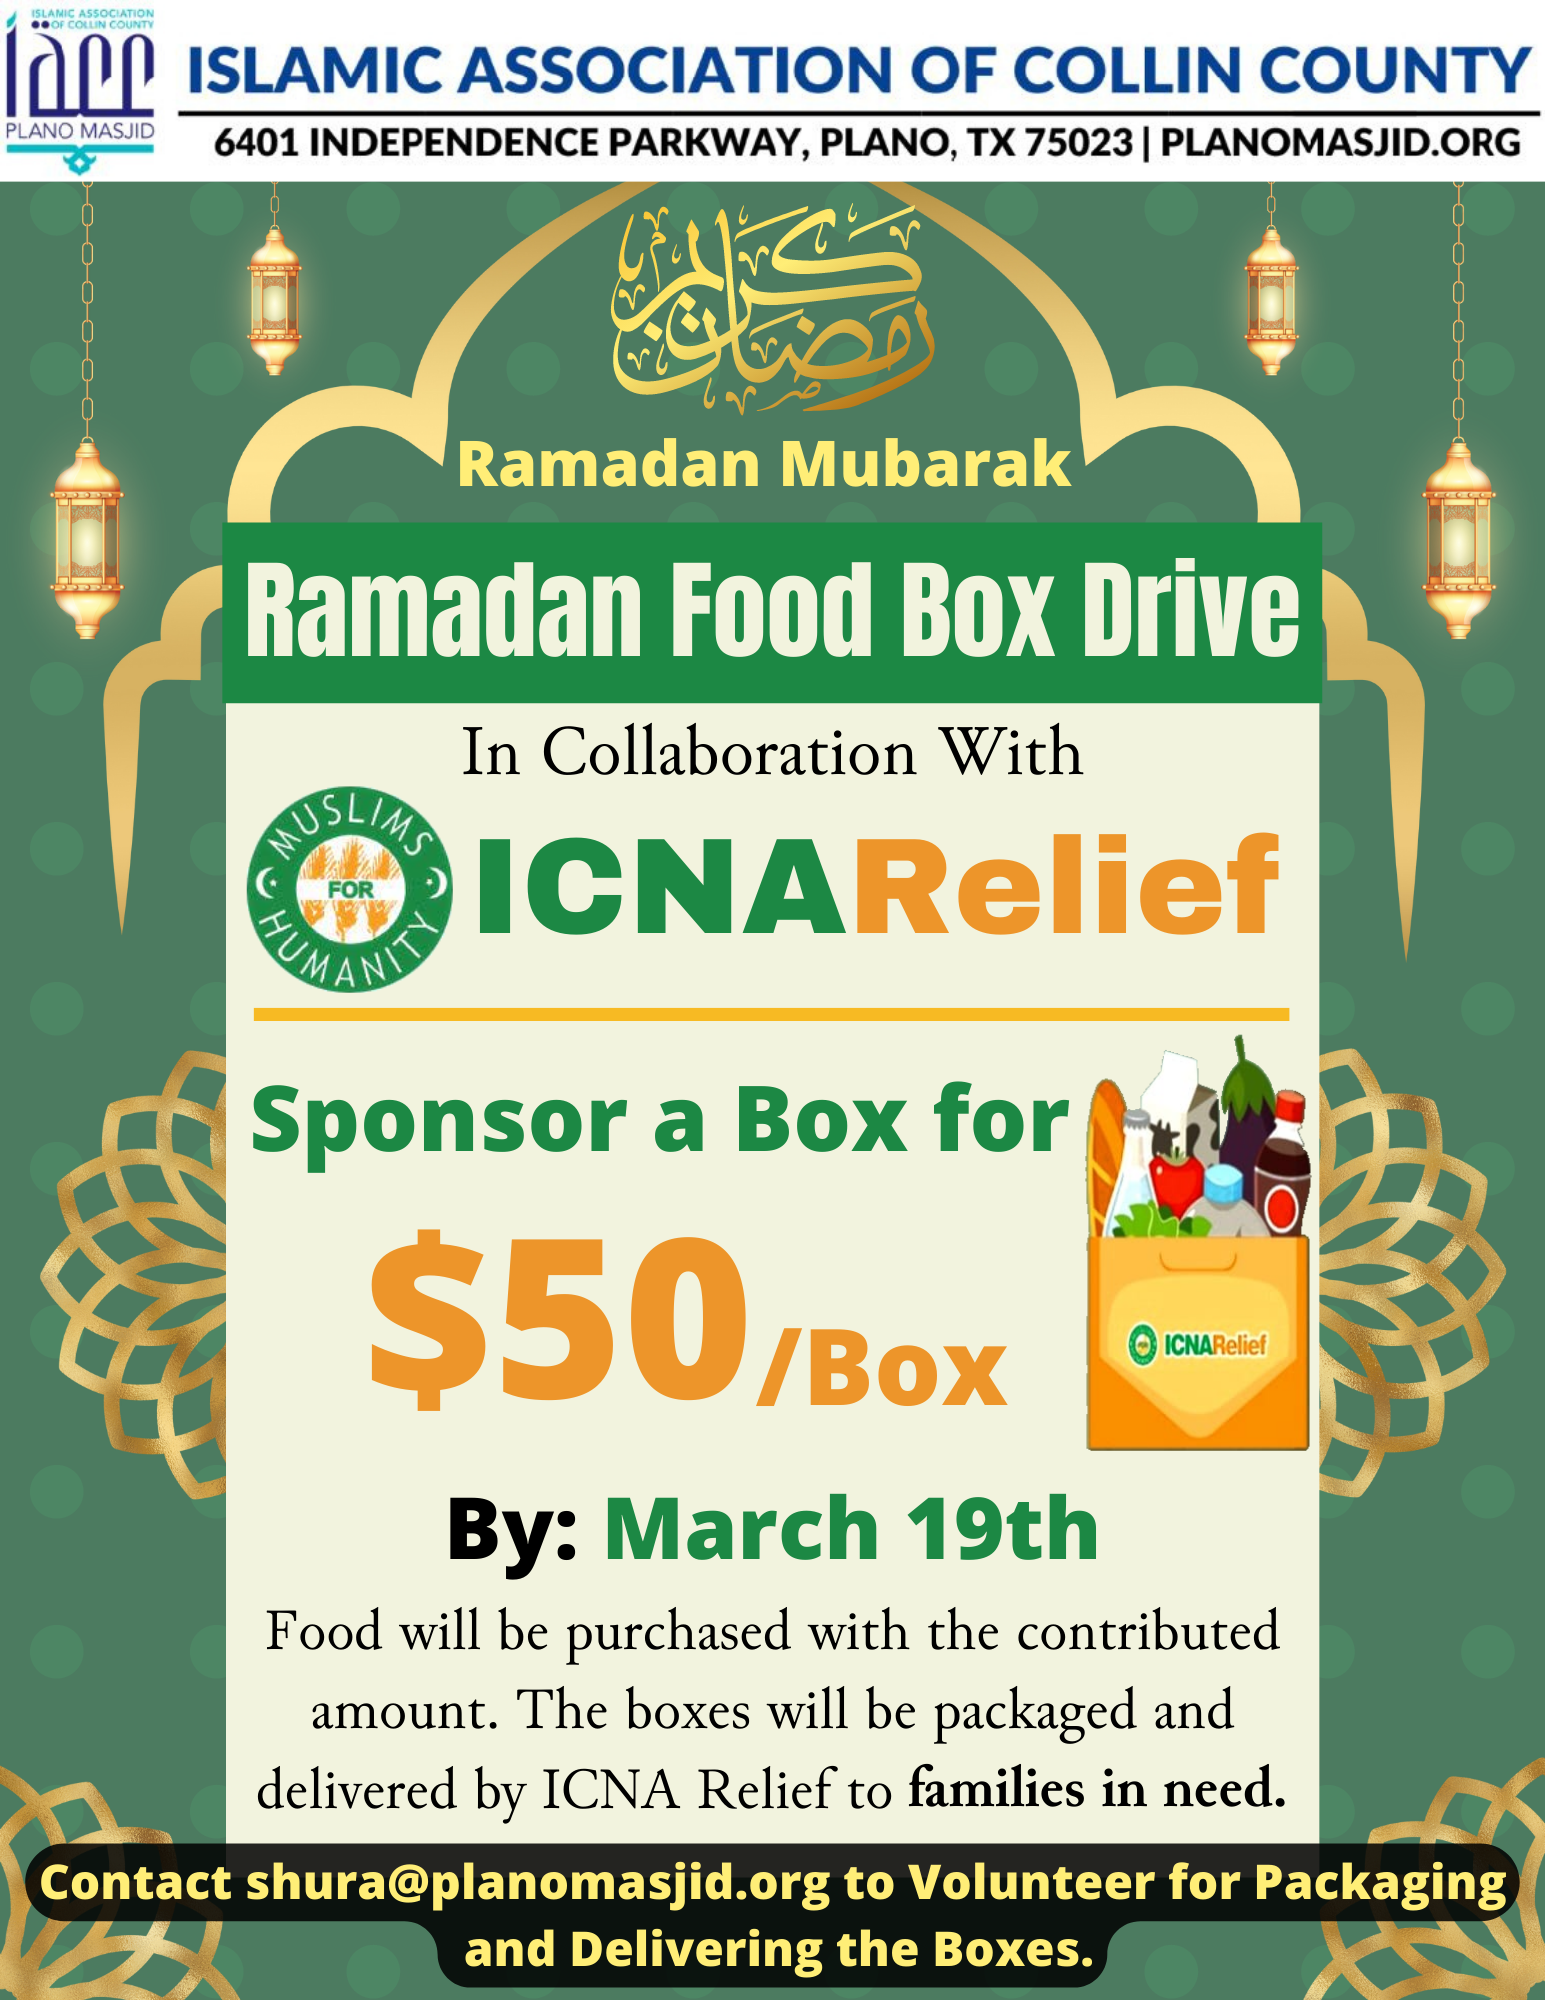 ISLAMIC ASSOCIATION
OF COLLIN COUNTY
iacc
PLANO MASJID
ISLAMIC ASSOCIATION OF COLLIN COUNTY
6401 INDEPENDENCE PARKWAY, PLANO, TX 75023 | PLANOMASJID.ORG
رمضان كريم
Ramadan Mubarak
Ramadan Food Box Drive
In Collaboration With
MUSLIMS
FOR
HUMANITY
ICNARelief
Sponsor a Box for
$50/Box
ICNARelief
By: March 19th
Food will be purchased with the contributed
amount. The boxes will be packaged and
delivered by ICNA Relief to families in need.
Contact shura@planomasjid.org to Volunteer for Packaging
and Delivering the Boxes.